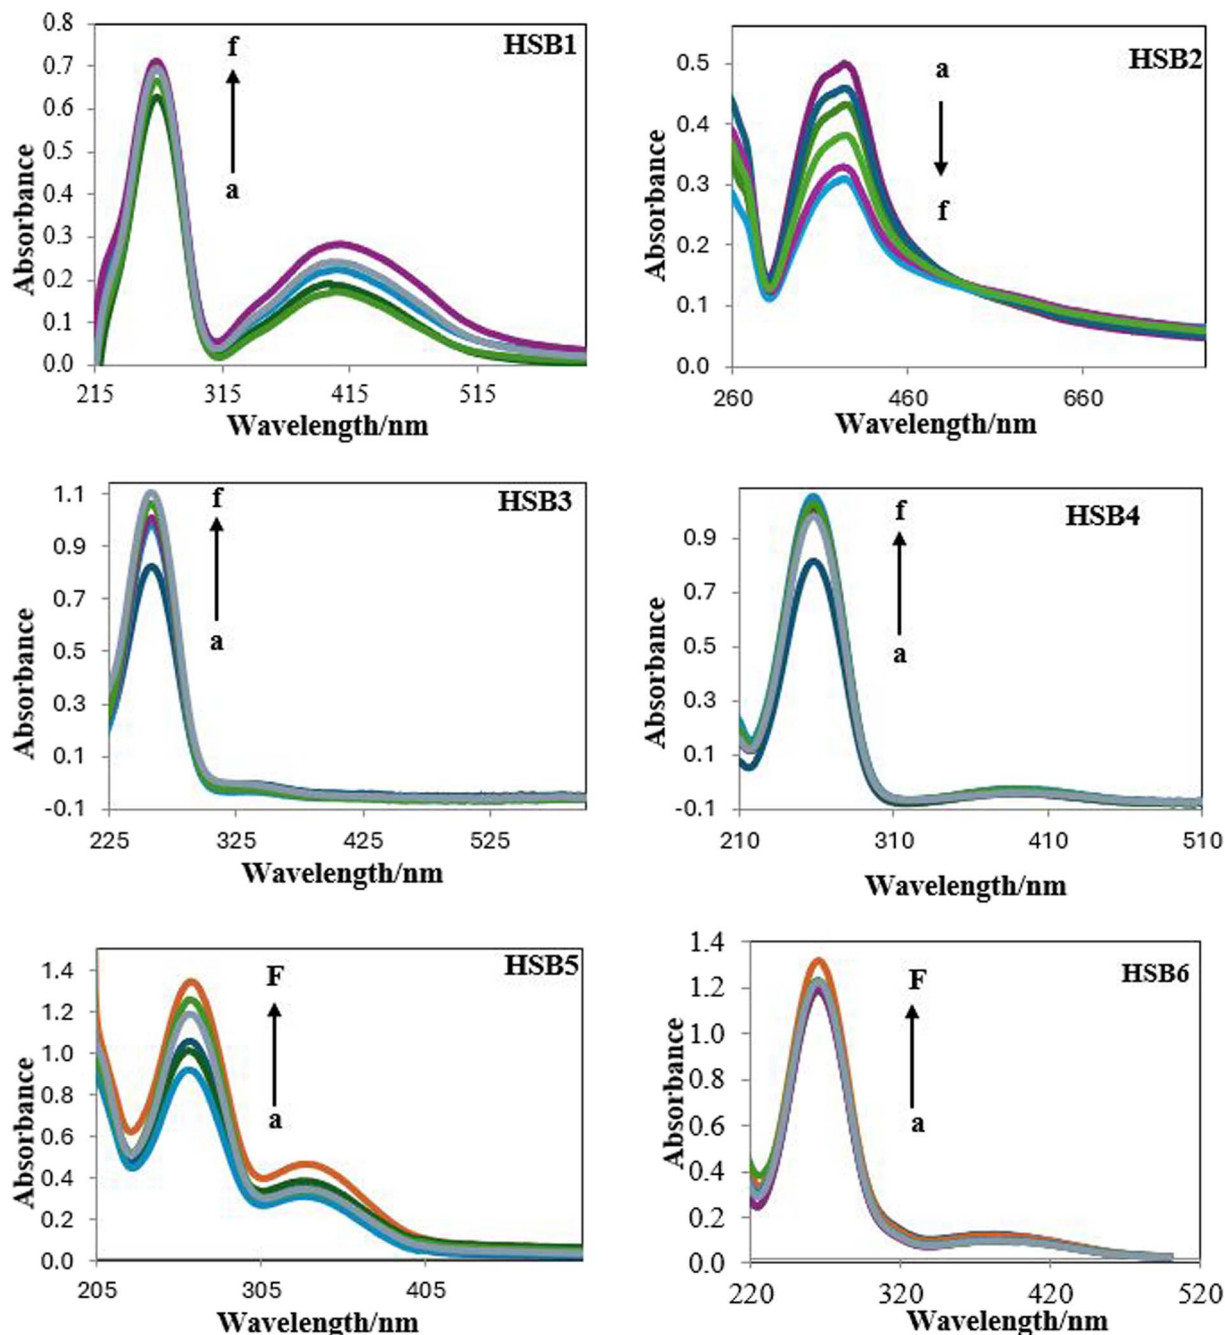 HSB1
f
a
Absorbance
0.8
0.7
0.6
0.5
0.4
0.3
0.2
0.1
0.0
215 315 415 515
Wavelength/nm
HSB2
a
f
Absorbance
0.5
0.4
0.3
0.2
0.1
0.0
260 460 660
Wavelength/nm
HSB3
f
a
Absorbance
1.1
0.9
0.7
0.5
0.3
0.1
-0.1
225 325 425 525
Wavelength/nm
HSB4
f
a
Absorbance
0.9
0.7
0.5
0.3
0.1
-0.1
210 310 410 510
Wavelength/nm
HSB5
F
a
Absorbance
1.4
1.2
1.0
0.8
0.6
0.4
0.2
0.0
205 305 405
Wavelength/nm
HSB6
F
a
Absorbance
1.4
1.2
1.0
0.8
0.6
0.4
0.2
0.0
220 320 420 520
Wavelength/nm